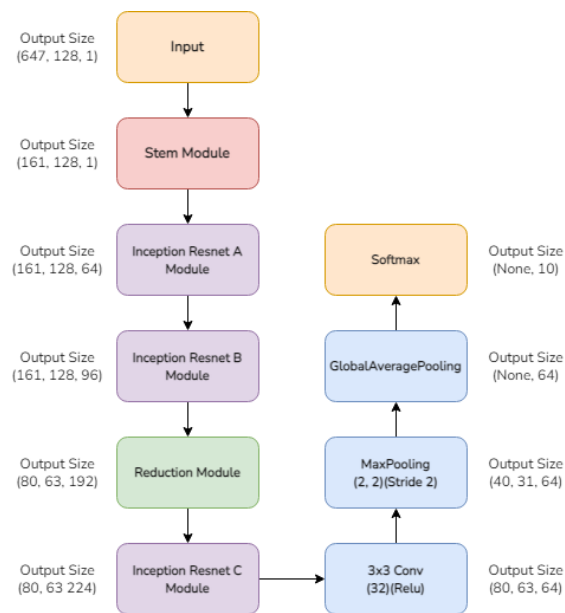 Output Size
(647, 128, 1)
Input
Output Size
(161, 128, 1)
Stem Module
Output Size
(161, 128, 64)
Inception Resnet A
Module
Output Size
(161, 128, 96)
Inception Resnet B
Module
Output Size
(80, 63, 192)
Reduction Module
Output Size
(80, 63 224)
Inception Resnet C
Module
3x3 Conv
(32)(Relu)
Output Size
(80, 63, 64)
MaxPooling
(2, 2)(Stride 2)
Output Size
(40, 31, 64)
GlobalAveragePooling
Output Size
(None, 64)
Softmax
Output Size
(None, 10)